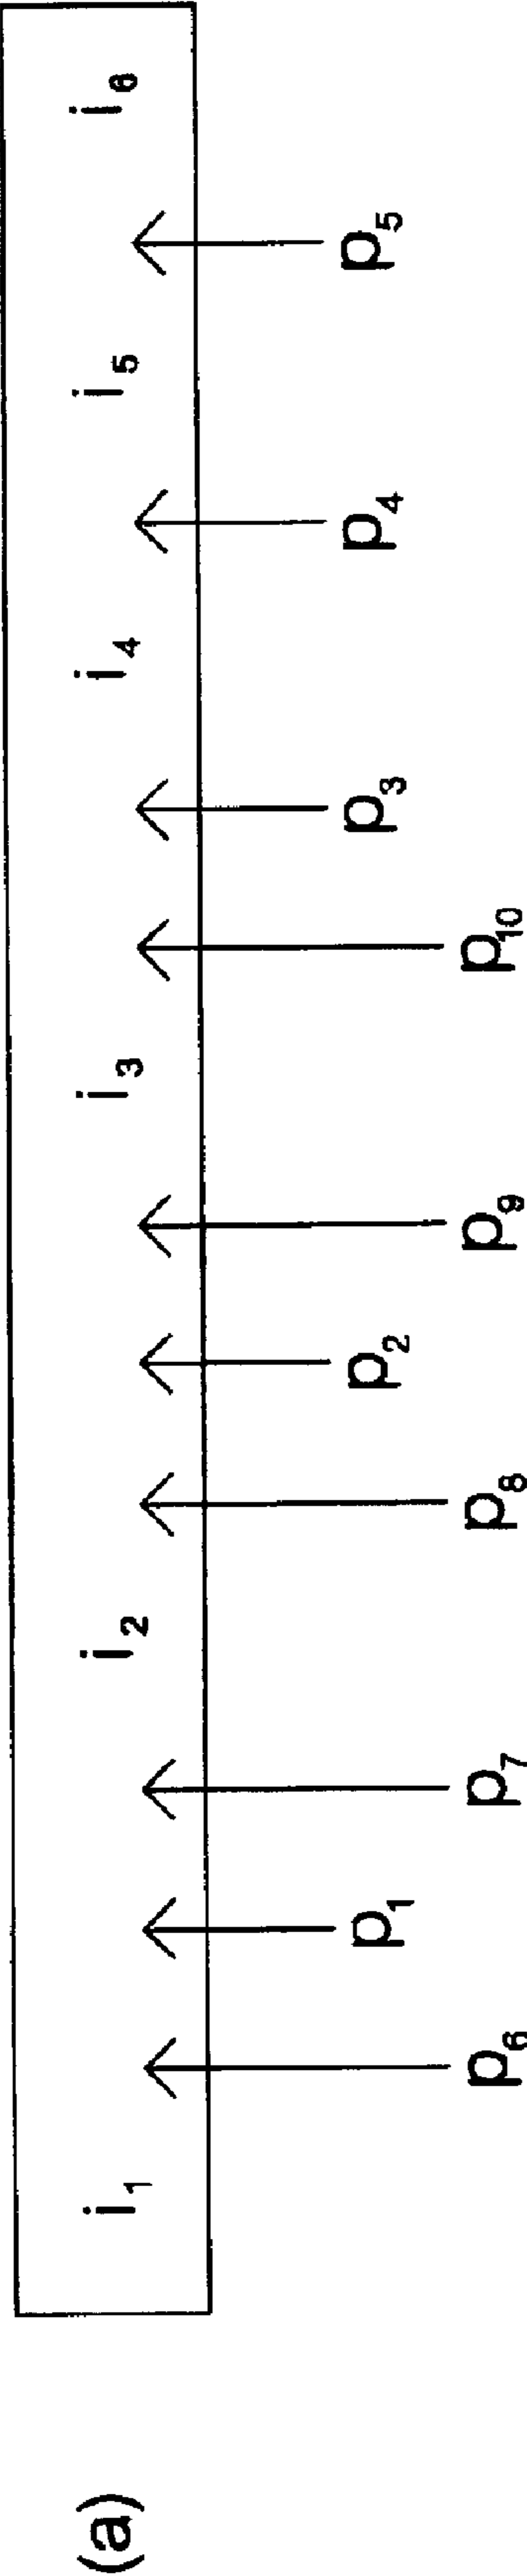 (a) i₁ i₂ i₃ i₄ i₅ i₆
p₁ p₂ p₃ p₄ p₅
p₆ p₇ p₈ p₉ p₁₀